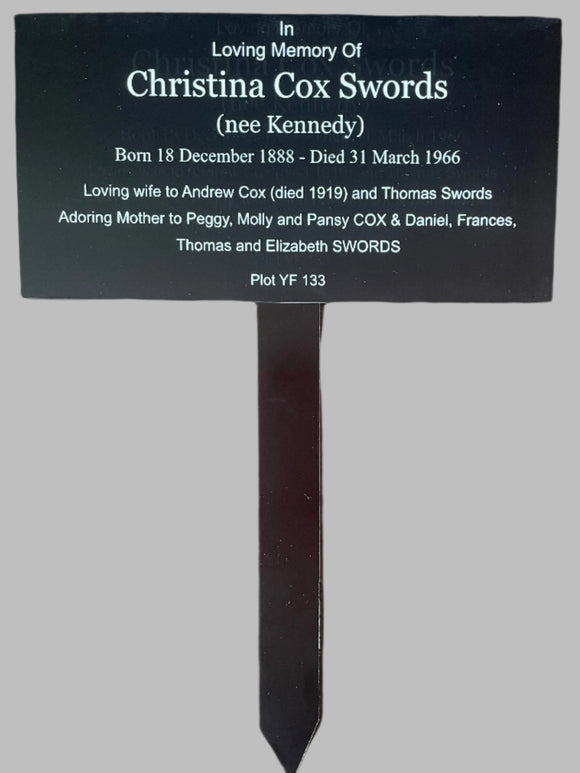 In
Loving Memory Of
Christina Cox Swords
(nee Kennedy)
Born 18 December 1888 - Died 31 March 1966
Loving wife to Andrew Cox (died 1919) and Thomas Swords
Adoring Mother to Peggy, Molly and Pansy COX & Daniel, Frances,
Thomas and Elizabeth SWORDS
Plot YF 133